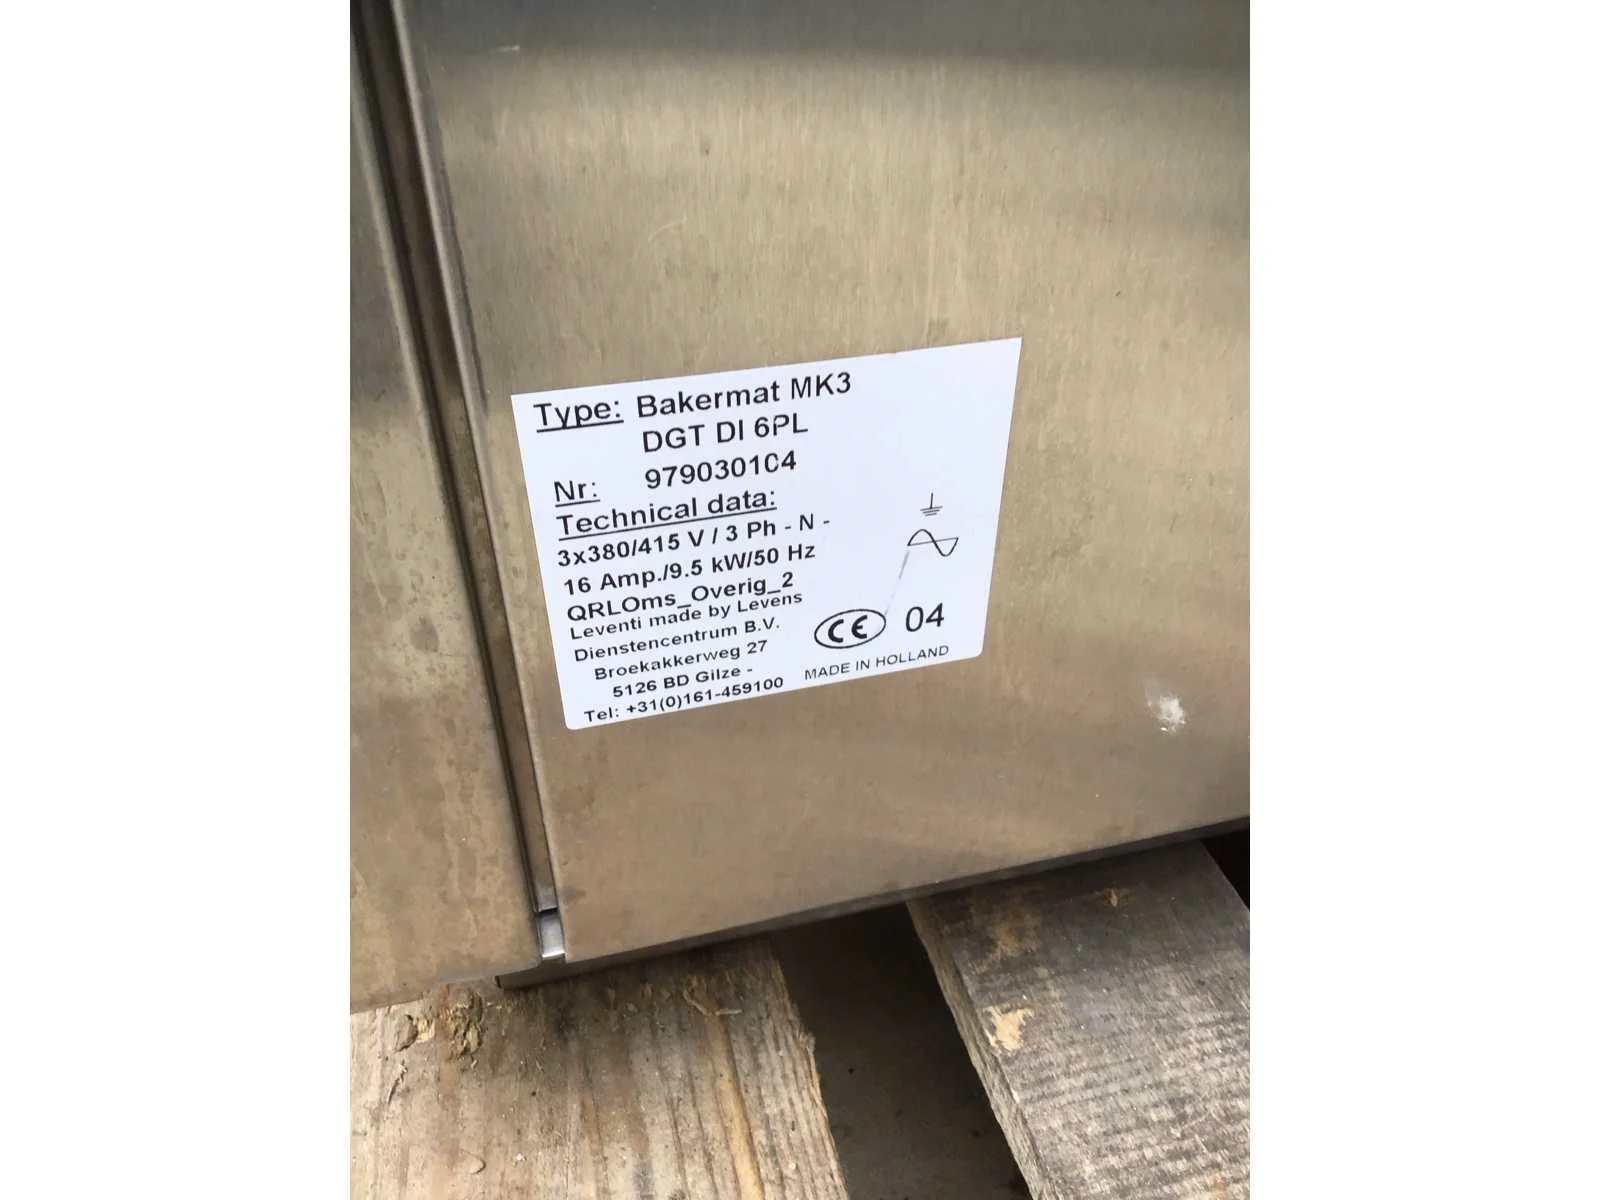 Type: Bakermat MK3
DGT DI 6PL
Nr: 979030104
Technical data:
3x380/415 V / 3 Ph - N -
16 Amp./9.5 kW/50 Hz
QRLOms_Overig_2
Leventi made by Levens
Dienstencentrum B.V.
Broekakkerweg 27
5126 BD Gilze -
Tel: +31(0)161-459100
CE 04
MADE IN HOLLAND